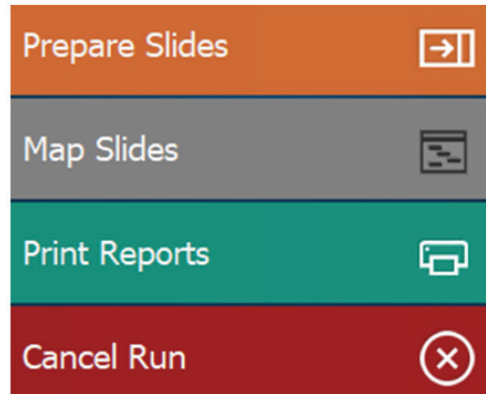 Prepare Slides
Map Slides
Print Reports
Cancel Run